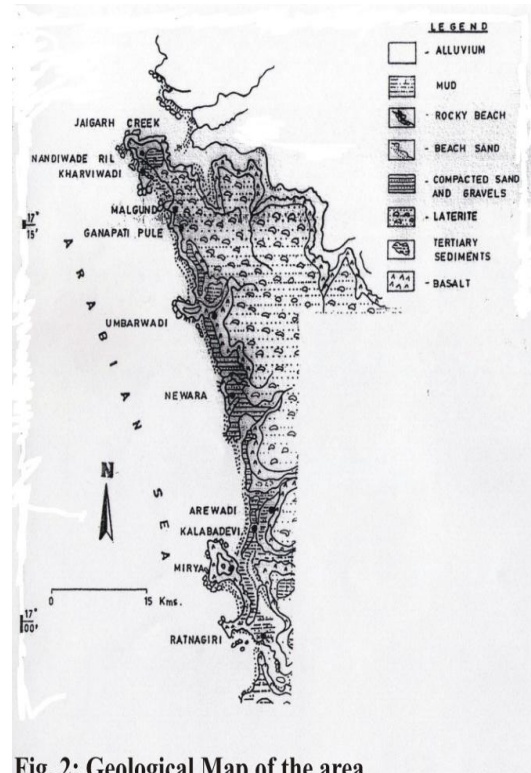 LEGEND
- ALLUVIUM
MUD
- ROCKY BEACH
- BEACH SAND
- COMPACTED SAND
AND GRAVELS
- LATERITE
TERTIARY
SEDIMENTS
- BASALT
JAIGARH CREEK
NANDIWADE RIL
KHARVIWADI
MALGUND
GANAPATI PULE
17°
15'
ARABIAN SEA
UMBARWADI
NEWARA
N
AREWADI
KALABADEVI
MIRYA
0 15 Kms.
17°
00'
RATNAGIRI
Fig. 2: Geological Map of the area